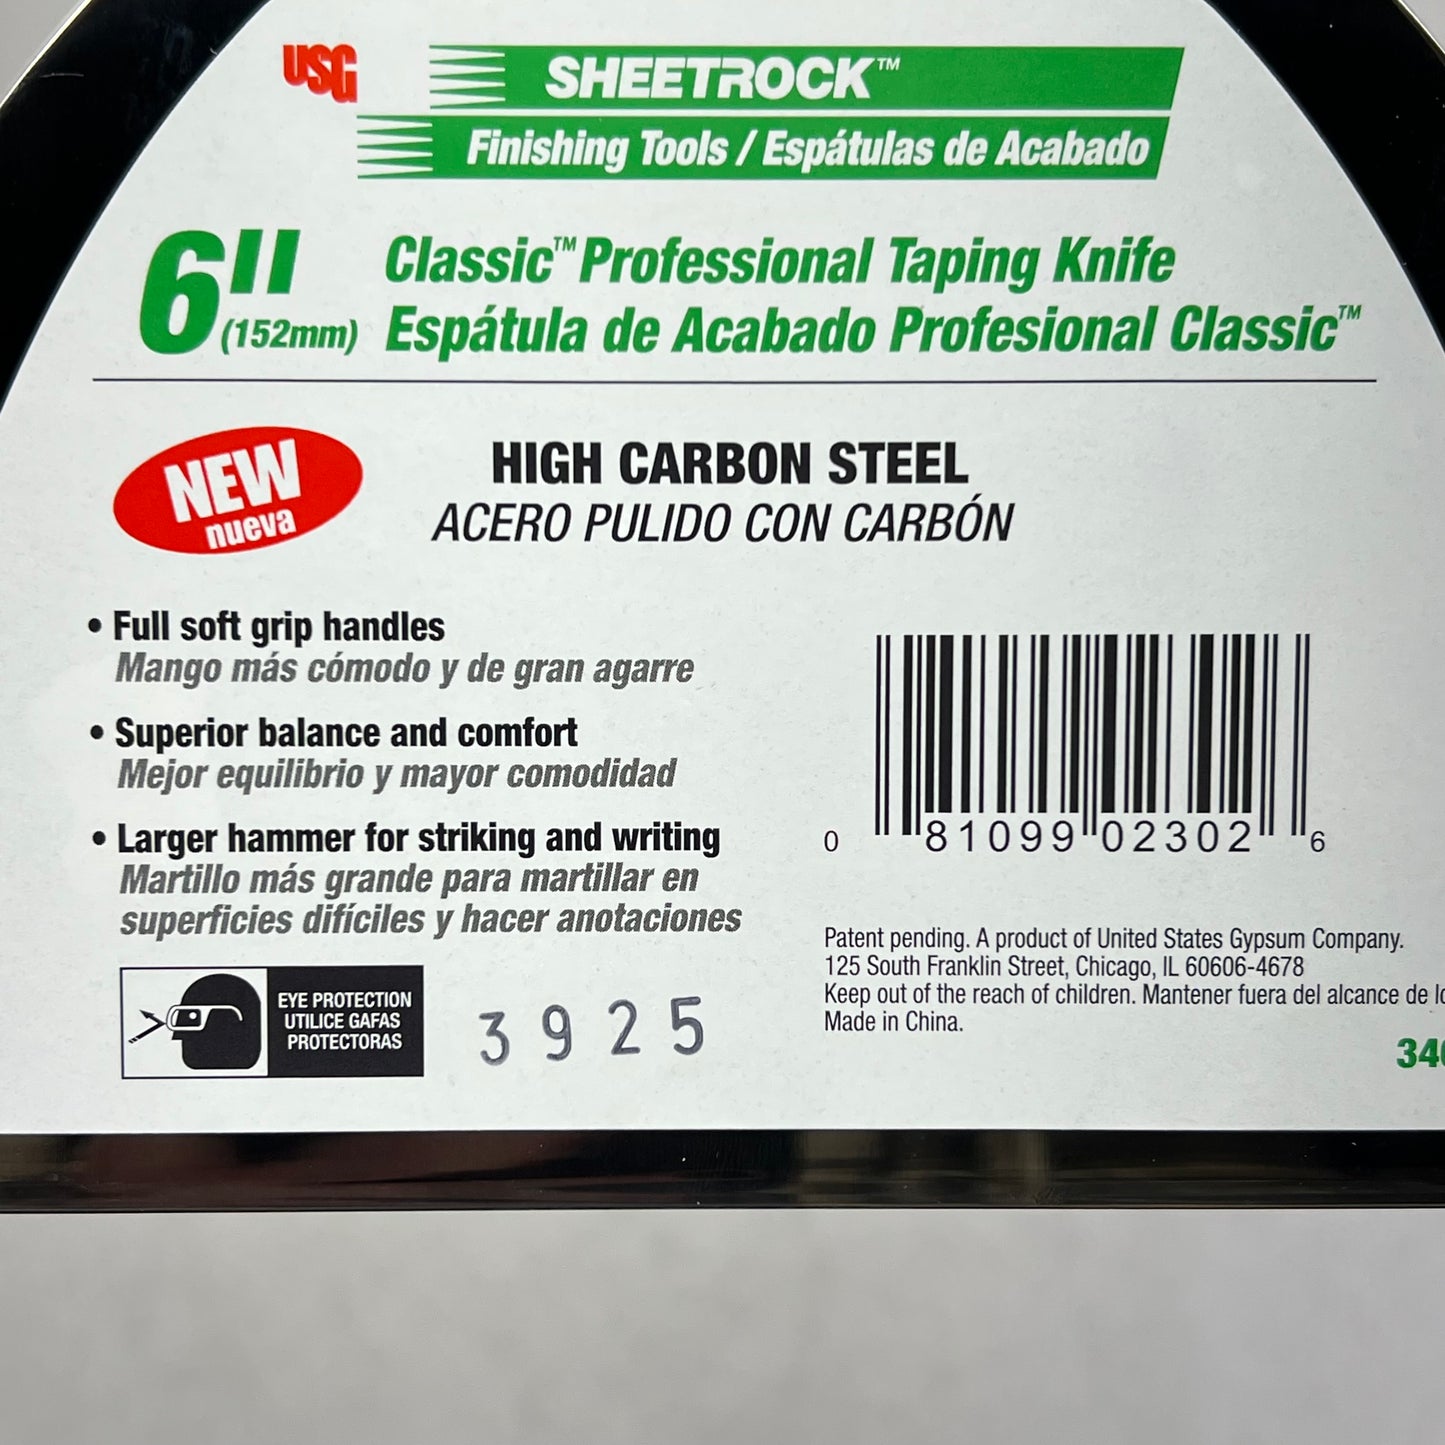 USG
SHEETROCK™
Finishing Tools / Espátulas de Acabado
6"
(152mm)
Classic™ Professional Taping Knife
Espátula de Acabado Profesional Classic™
NEW
nueva
HIGH CARBON STEEL
ACERO PULIDO CON CARBÓN
• Full soft grip handles
Mango más cómodo y de gran agarre
• Superior balance and comfort
Mejor equilibrio y mayor comodidad
• Larger hammer for striking and writing
Martillo más grande para martillar en
superficies difíciles y hacer anotaciones
EYE PROTECTION
UTILICE GAFAS
PROTECTORAS
3925
0 81099 02302 6
Patent pending. A product of United States Gypsum Company.
125 South Franklin Street, Chicago, IL 60606-4678
Keep out of the reach of children. Mantener fuera del alcance de
Made in China.